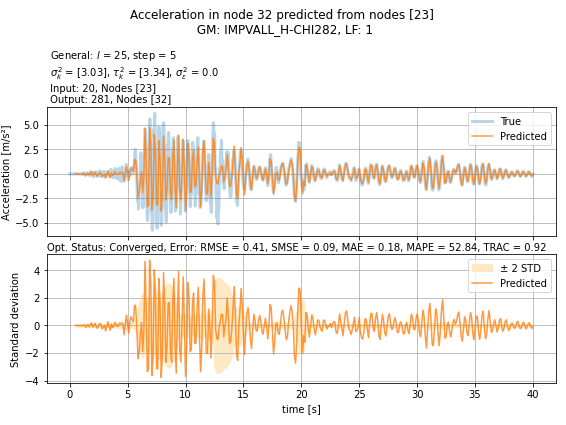 Acceleration in node 32 predicted from nodes [23]
GM: IMPVALL_H-CHI282, LF: 1
General: l = 25, step = 5
σ²ₖ = [3.03], τ²ₖ = [3.34], σ²ε = 0.0
Input: 20, Nodes [23]
Output: 281, Nodes [32]
Acceleration [m/s²]
5.0
2.5
0.0
−2.5
−5.0
True
Predicted
Opt. Status: Converged, Error: RMSE = 0.41, SMSE = 0.09, MAE = 0.18, MAPE = 52.84, TRAC = 0.92
Standard deviation
4
2
0
−2
−4
± 2 STD
Predicted
0 5 10 15 20 25 30 35 40
time [s]